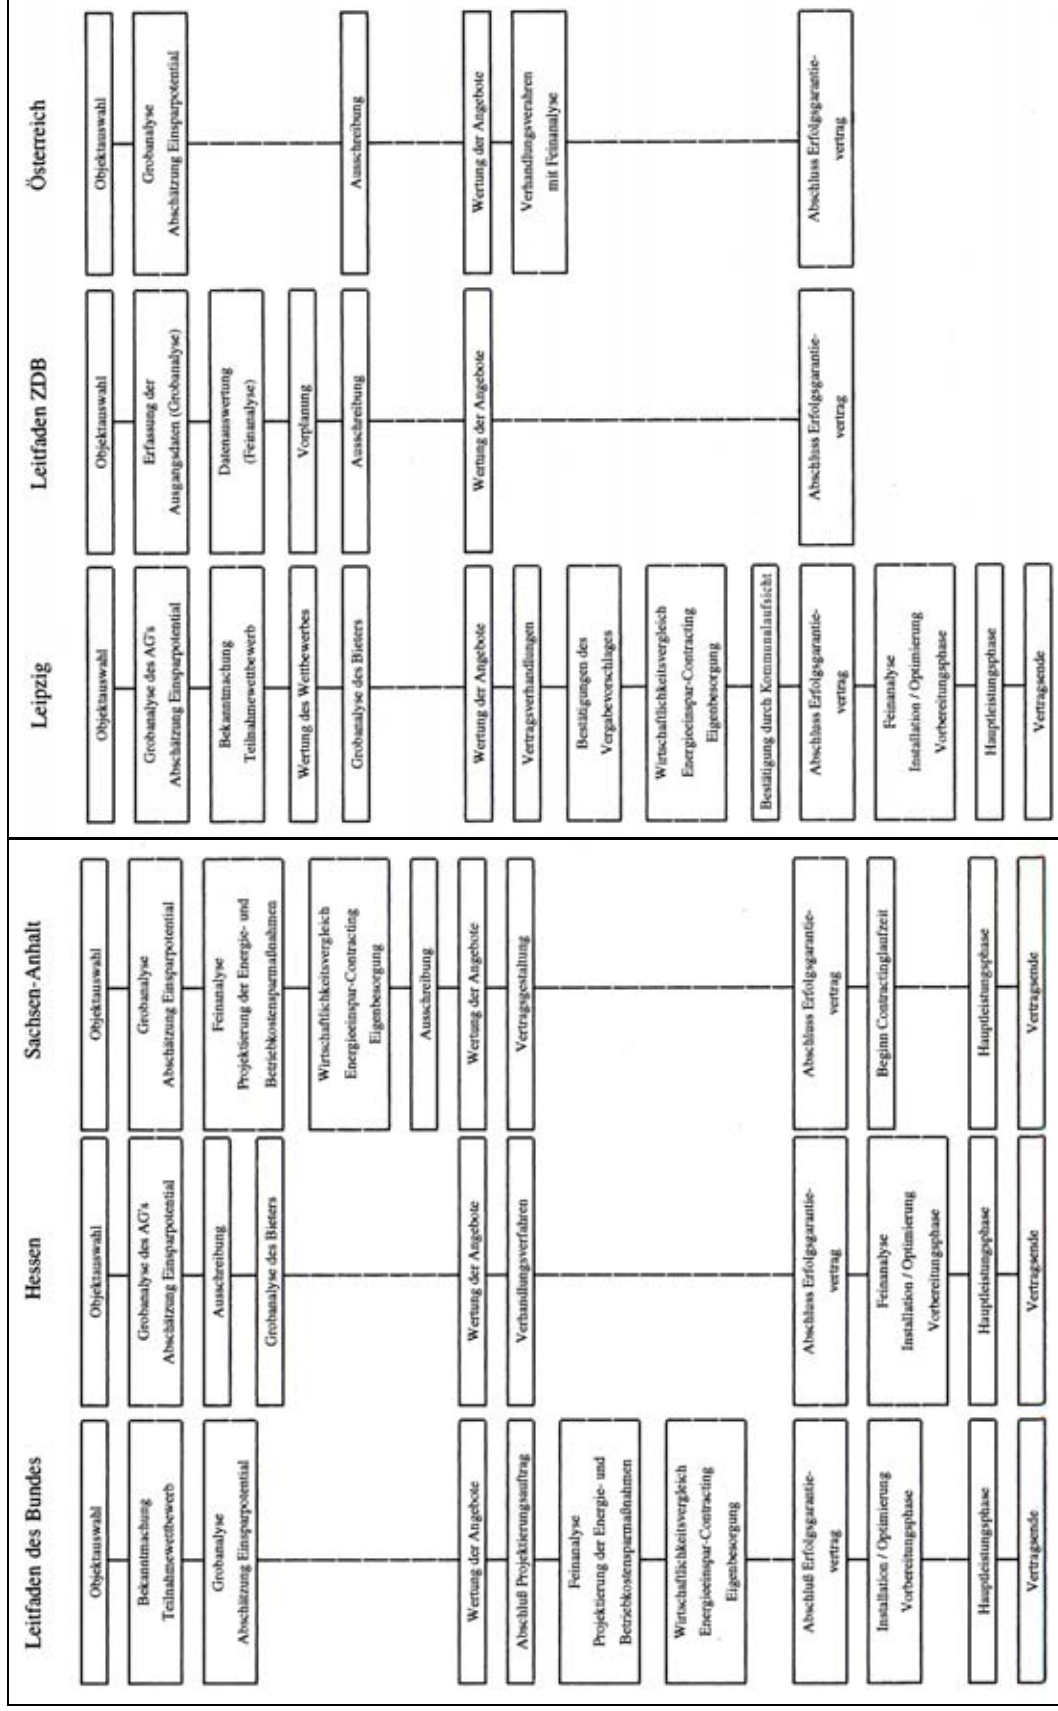 Leitfaden des Bundes
Objektauswahl
Bekanntmachung
Teilnahmewettbewerb
Grobanalyse
Abschätzung Einsparpotential
Wertung der Angebote
Abschluß Projektierungsauftrag
Feinanalyse
Projektierung der Energie- und
Betriebkostensparmaßnahmen
Wirtschaftlichkeitsvergleich
Energieeinspar-Contracting
Eigenbesorgung
Abschluß Erfolgsgarantie-
vertrag
Installation / Optimierung
Vorbereitungsphase
Hauptleistungsphase
Vertragsende
Hessen
Objektauswahl
Grobanalyse des AG's
Abschätzung Einsparpotential
Ausschreibung
Grobanalyse des Bieters
Wertung der Angebote
Verhandlungsverfahren
Abschluss Erfolgsgarantie-
vertrag
Feinanalyse
Installation / Optimierung
Vorbereitungsphase
Hauptleistungsphase
Vertragsende
Sachsen-Anhalt
Objektauswahl
Grobanalyse
Abschätzung Einsparpotential
Feinanalyse
Projektierung der Energie- und
Betriebkostensparmaßnahmen
Wirtschaftlichkeitsvergleich
Energieeinspar-Contracting
Eigenbesorgung
Ausschreibung
Wertung der Angebote
Vertragsgestaltung
Abschluss Erfolgsgarantie-
vertrag
Beginn Contractinglaufzeit
Hauptleistungsphase
Vertragsende
Leipzig
Objektauswahl
Grobanalyse des AG's
Abschätzung Einsparpotential
Bekanntmachung
Teilnahmewettbewerb
Wertung des Wettbewerbes
Grobanalyse des Bieters
Wertung der Angebote
Vertragsverhandlungen
Bestätigungen des
Vergabevorschlages
Wirtschaftlichkeitsvergleich
Energieeinspar-Contracting
Eigenbesorgung
Bestätigung durch Kommunalaufsicht
Abschluss Erfolgsgarantie-
vertrag
Feinanalyse
Installation / Optimierung
Vorbereitungsphase
Hauptleistungsphase
Vertragsende
Leitfaden ZDB
Objektauswahl
Erfassung der
Ausgangsdaten (Grobanalyse)
Datenauswertung
(Feinanalyse)
Vorplanung
Ausschreibung
Wertung der Angebote
Abschluss Erfolgsgarantie-
vertrag
Österreich
Objektauswahl
Grobanalyse
Abschätzung Einsparpotential
Ausschreibung
Wertung der Angebote
Verhandlungsverahren
mit Feinanalyse
Abschluss Erfolgsgarantie-
vertrag